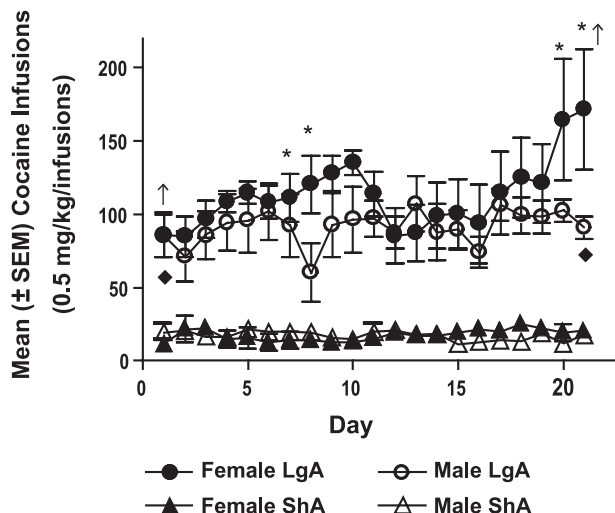 Mean (± SEM) Cocaine Infusions
(0.5 mg/kg/infusions)
200
150
100
50
0
* ↑
*
*
*
↑
◆
◆
0 5 10 15 20
Day
Female LgA Male LgA
Female ShA Male ShA